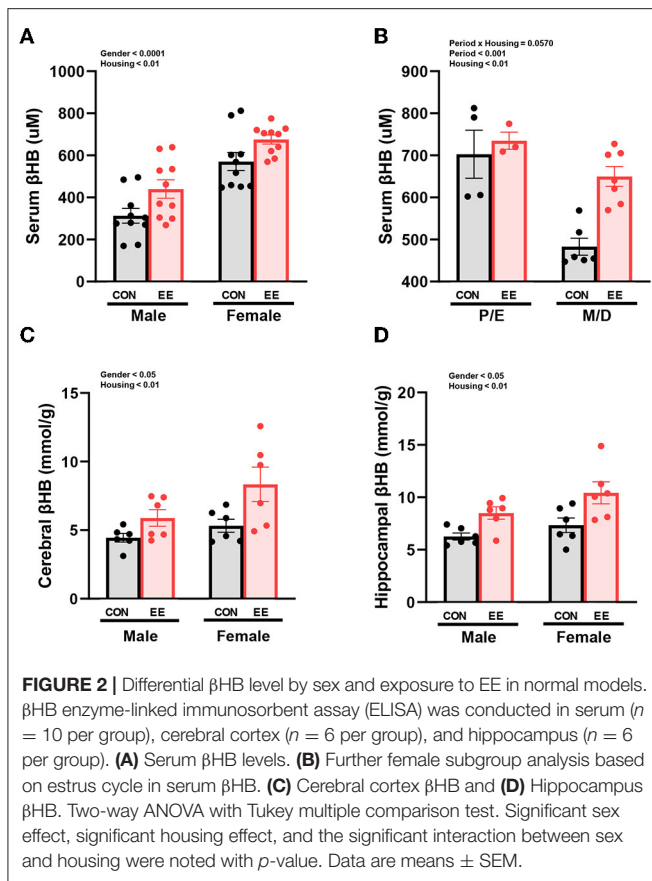 A
Gender < 0.0001
Housing < 0.01
Serum βHB (uM)
1000
800
600
400
200
0
CON EE CON EE
Male Female
B
Period x Housing = 0.0570
Period < 0.001
Housing < 0.01
Serum βHB (uM)
900
800
700
600
500
400
CON EE CON EE
P/E M/D
C
Gender < 0.05
Housing < 0.01
Cerebral βHB (mmol/g)
15
10
5
0
CON EE CON EE
Male Female
D
Gender < 0.05
Housing < 0.01
Hippocampal βHB (mmol/g)
20
15
10
5
0
CON EE CON EE
Male Female
FIGURE 2 | Differential βHB level by sex and exposure to EE in normal models.
βHB enzyme-linked immunosorbent assay (ELISA) was conducted in serum (n
= 10 per group), cerebral cortex (n = 6 per group), and hippocampus (n = 6
per group). (A) Serum βHB levels. (B) Further female subgroup analysis based
on estrus cycle in serum βHB. (C) Cerebral cortex βHB and (D) Hippocampus
βHB. Two-way ANOVA with Tukey multiple comparison test. Significant sex
effect, significant housing effect, and the significant interaction between sex
and housing were noted with p-value. Data are means ± SEM.